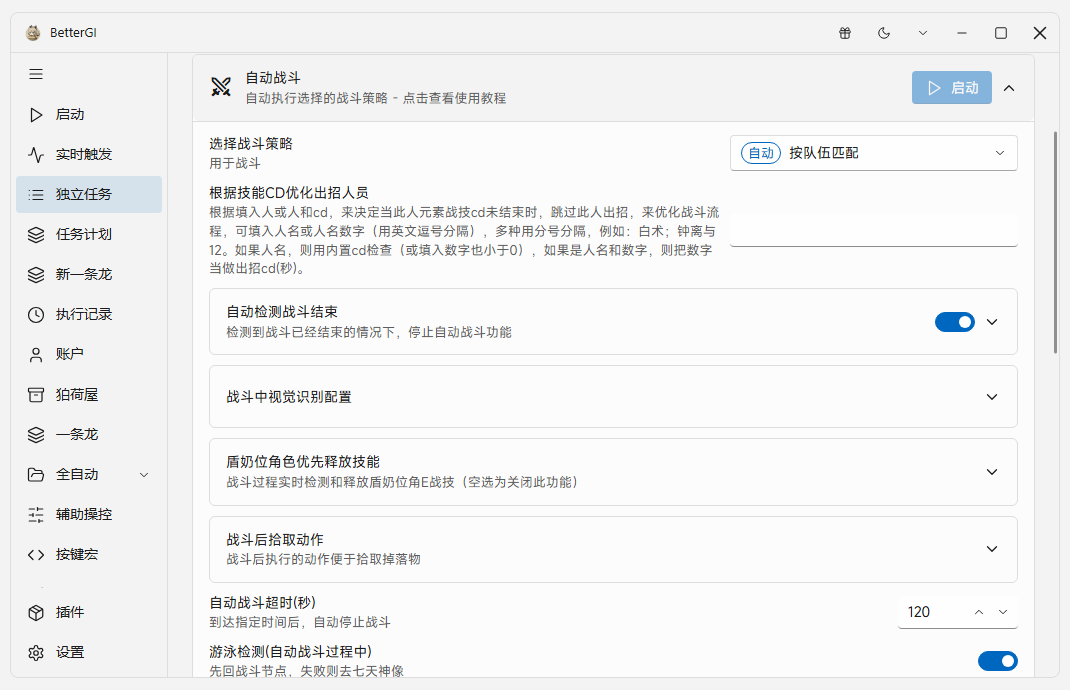 BetterGI
启动
实时触发
独立任务
任务计划
新一条龙
执行记录
账户
狛荷屋
一条龙
全自动
辅助操控
按键宏
插件
设置
自动战斗
自动执行选择的战斗策略 - 点击查看使用教程
启动
选择战斗策略
用于战斗
自动 按队伍匹配
根据技能CD优化出招人员
根据填入人或人和cd，来决定当此人元素战技cd未结束时，跳过此人出招，来优化战斗流
程，可填入人名或人名数字（用英文逗号分隔），多种用分号分隔，例如：白术；钟离与
12。如果人名，则用内置cd检查（或填入数字也小于0），如果是人名和数字，则把数字
当做出招cd(秒)。
自动检测战斗结束
检测到战斗已经结束的情况下，停止自动战斗功能
战斗中视觉识别配置
盾奶位角色优先释放技能
战斗过程实时检测和释放盾奶位角E战技（空选为关闭此功能）
战斗后拾取动作
战斗后执行的动作便于拾取掉落物
自动战斗超时(秒)
到达指定时间后，自动停止战斗
120
游泳检测(自动战斗过程中)
先回战斗节点，失败则去七天神像